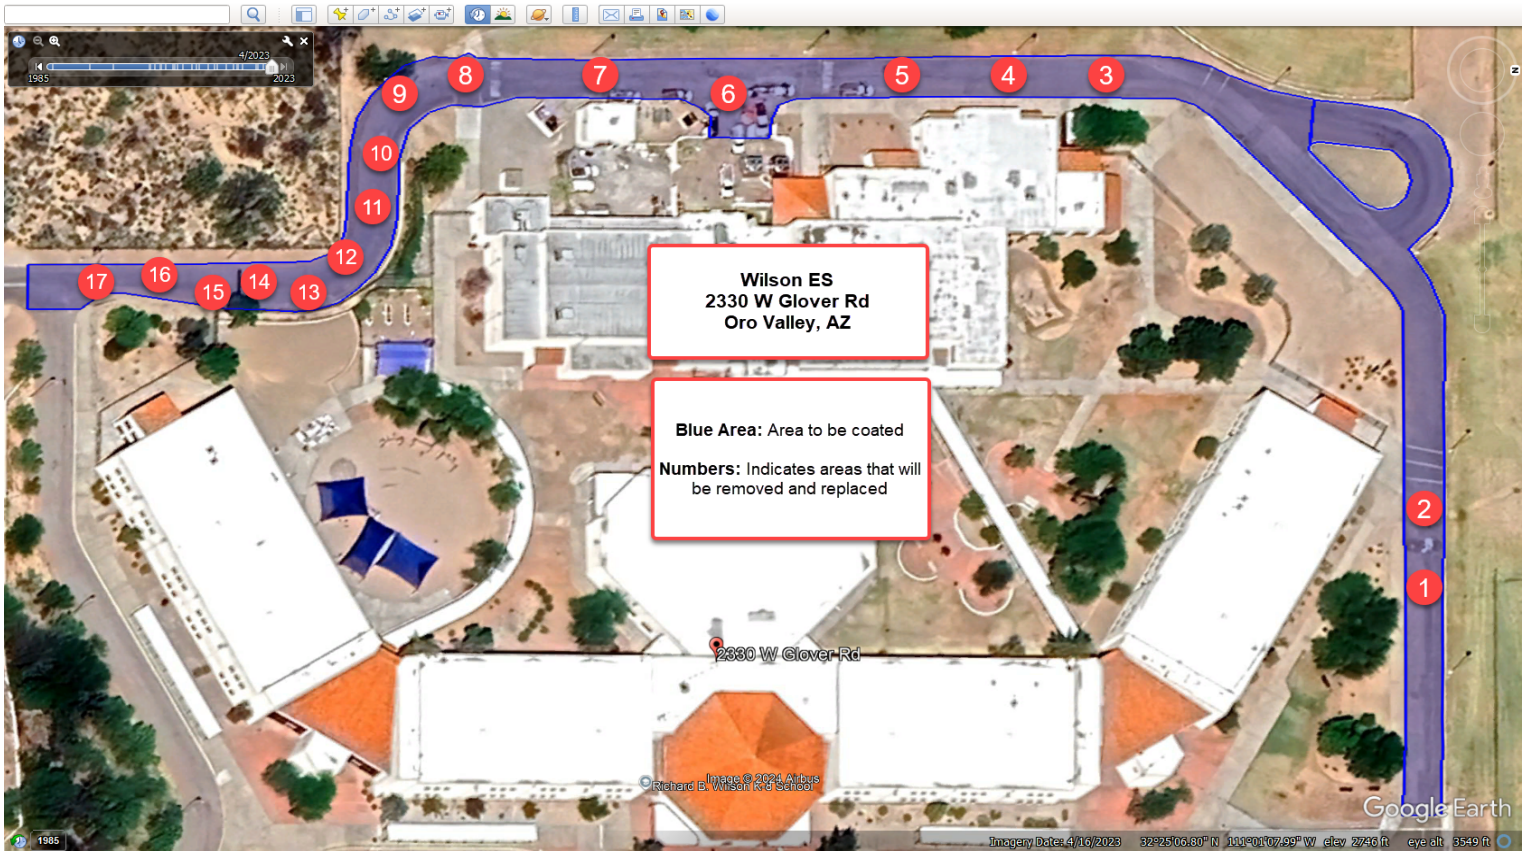 4/2023
1985
2023
N
8
7
5
4
3
9
6
10
11
12
16
17
14
15
13
Wilson ES
2330 W Glover Rd
Oro Valley, AZ
Blue Area: Area to be coated
Numbers: Indicates areas that will
be removed and replaced
2
1
2330 W Glover Rd
Image © 2024 Airbus
Richard B. Wilson K-8 School
Google Earth
1985
Imagery Date: 4/16/2023 32°25'06.80" N 111°01'07.99" W elev 2746 ft eye alt 3549 ft